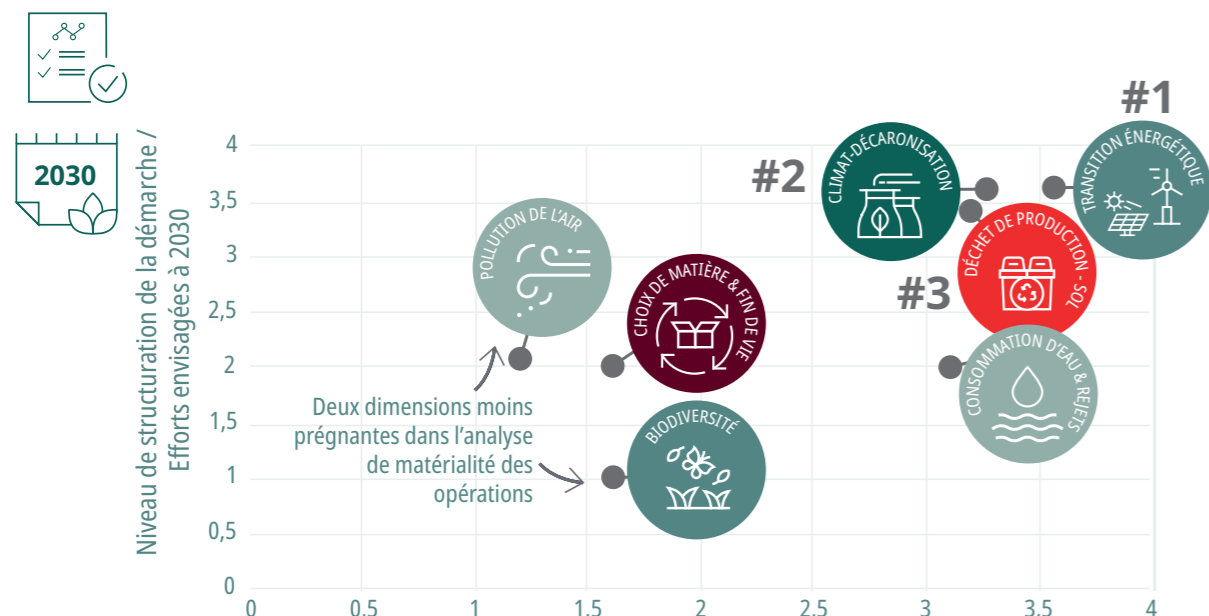 2030
Niveau de structuration de la démarche /
Efforts envisagées à 2030
4
3,5
3
2,5
2
1,5
1
0,5
0
0
0,5
1
1,5
2
2,5
3
3,5
4
#1
TRANSITION ÉNERGÉTIQUE
#2
CLIMAT-DÉCARONISATION
#3
DÉCHET DE PRODUCTION - SOL
POLLUTION DE L'AIR
CHOIX DE MATIÈRE & FIN DE VIE
CONSOMMATION D'EAU & REJETS
BIODIVERSITÉ
Deux dimensions moins
prégnantes dans l'analyse
de matérialité des
opérations